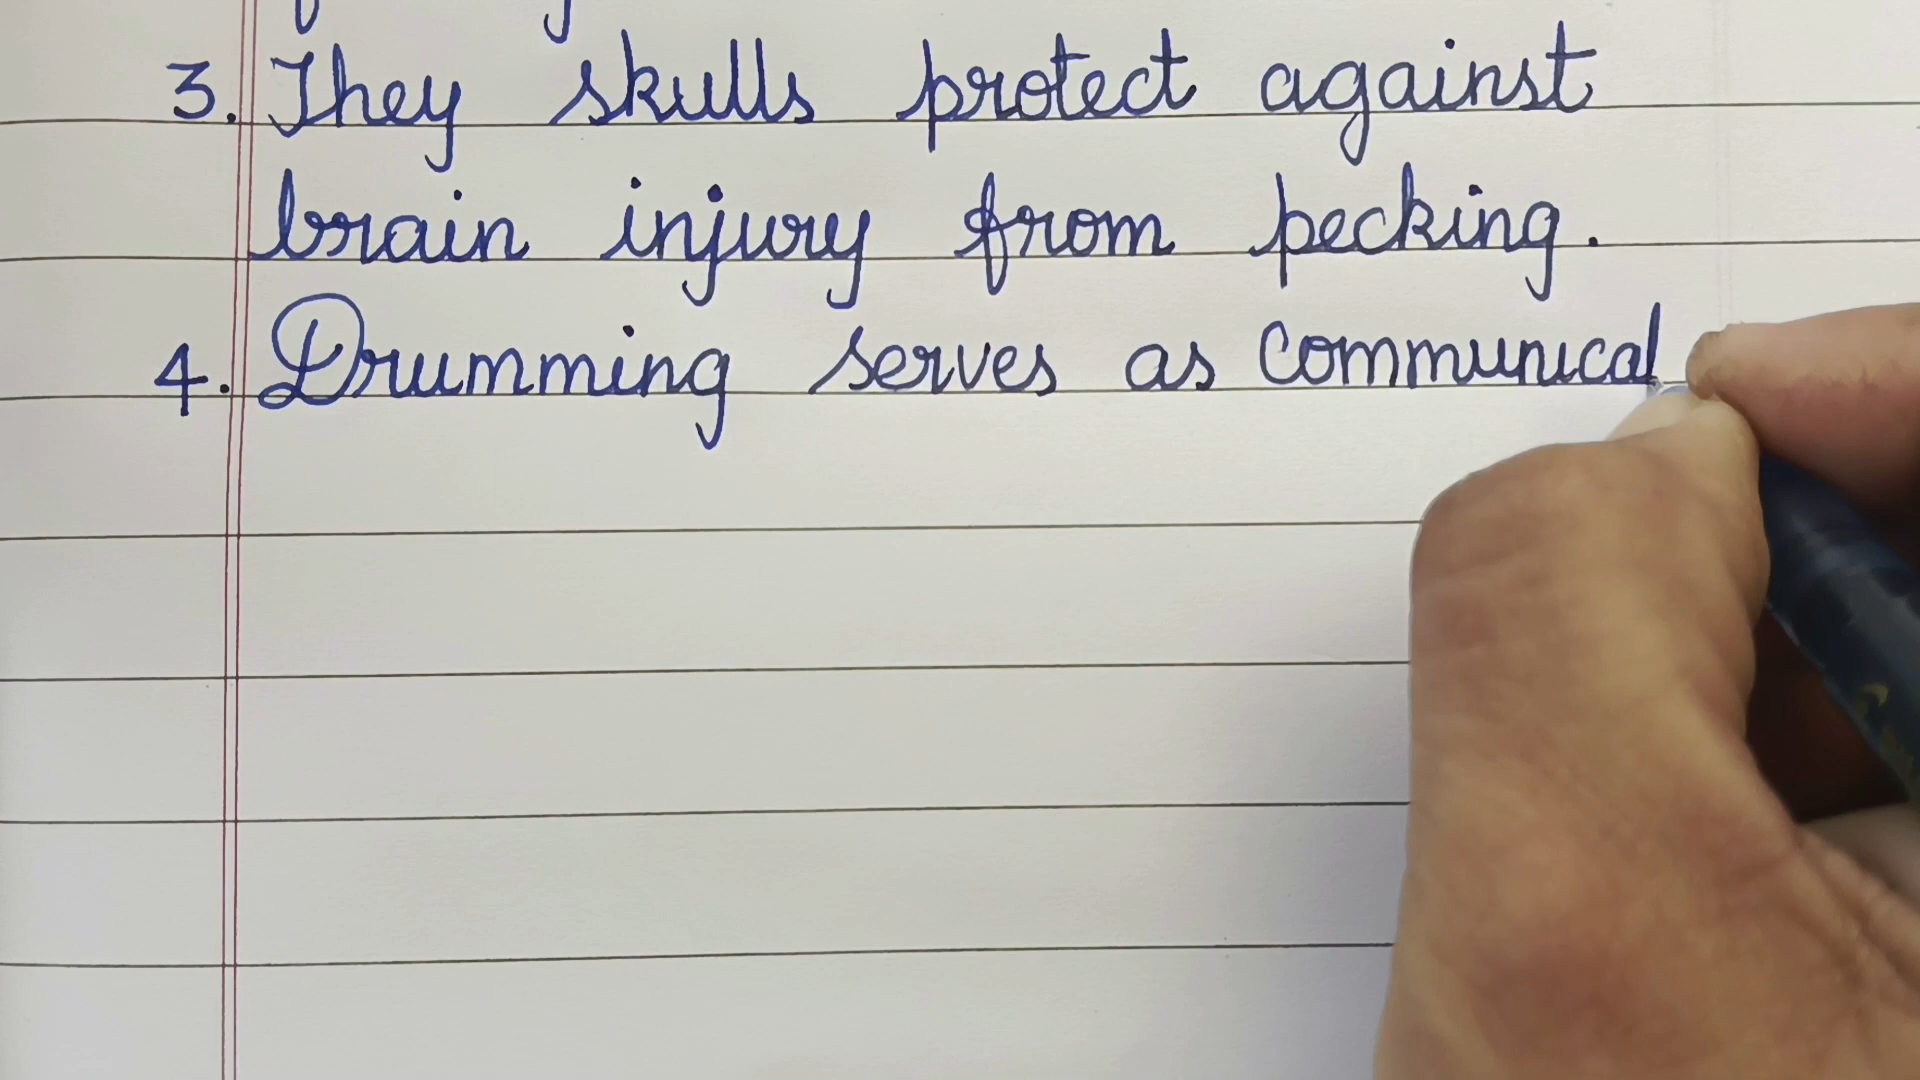 3. They skulls protect against
brain injury from pecking.
4. Drumming serves as communical